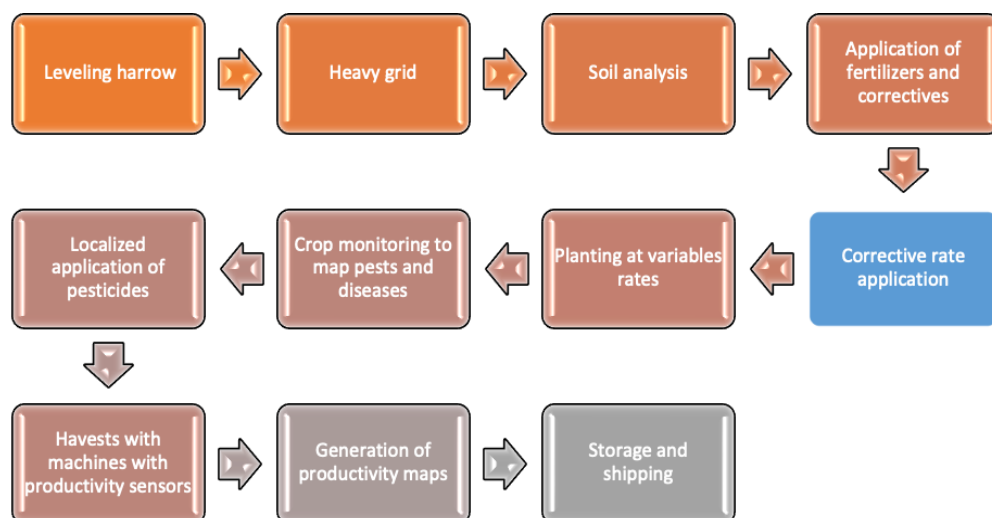 Leveling harrow
Heavy grid
Soil analysis
Application of
fertilizers and
correctives
Corrective rate
application
Planting at variables
rates
Crop monitoring to
map pests and
diseases
Localized
application of
pesticides
Havests with
machines with
productivity sensors
Generation of
productivity maps
Storage and
shipping